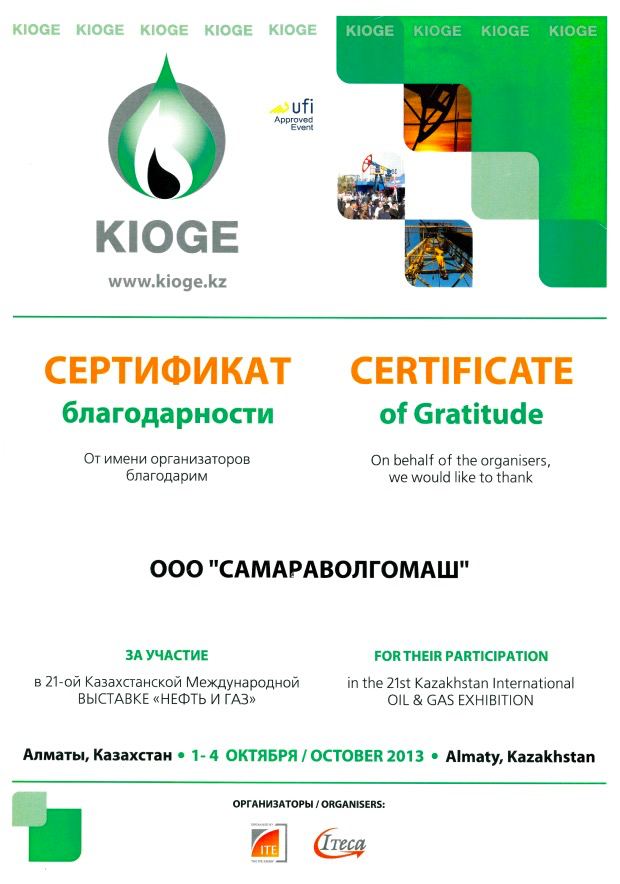 KIOGE KIOGE KIOGE KIOGE KIOGE KIOGE KIOGE KIOGE KIOGE
ufi
Approved
Event
KIOGE
www.kioge.kz
СЕРТИФИКАТ
благодарности
От имени организаторов
благодарим
CERTIFICATE
of Gratitude
On behalf of the organisers,
we would like to thank
ООО "САМАРАВОЛГОМАШ"
ЗА УЧАСТИЕ
в 21-ой Казахстанской Международной
ВЫСТАВКЕ «НЕФТЬ И ГАЗ»
FOR THEIR PARTICIPATION
in the 21st Kazakhstan International
OIL & GAS EXHIBITION
Алматы, Казахстан • 1- 4 ОКТЯБРЯ / OCTOBER 2013 • Almaty, Kazakhstan
ОРГАНИЗАТОРЫ / ORGANISERS:
ITE
Iteca